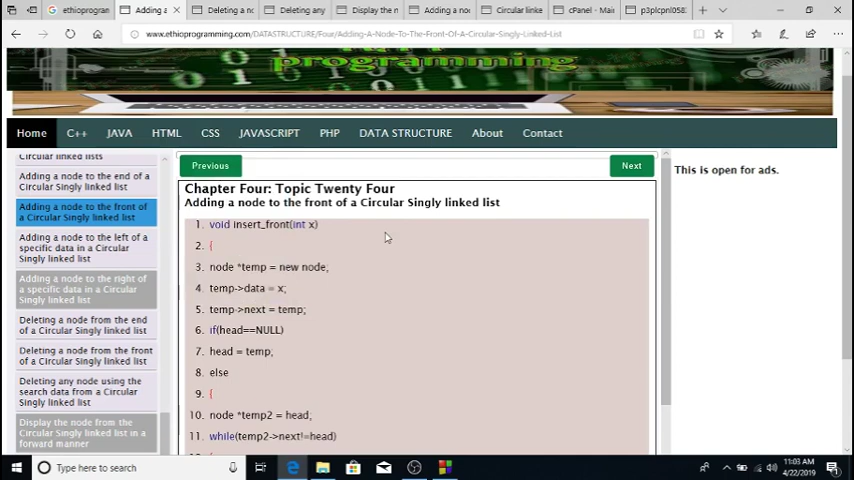 ethioprogram
Adding a
Deleting a no
Deleting any
Display the n
Adding a no
Circular linke
cPanel - Mai
p3plcpnl058
www.ethioprogramming.com/DATASTRUCTURE/Four/Adding-A-Node-To-The-Front-Of-A-Circular-Singly-Linked-List
programming
Home
C++
JAVA
HTML
CSS
JAVASCRIPT
PHP
DATA STRUCTURE
About
Contact
Circular linked lists
Adding a node to the end of a
Circular Singly linked list
Adding a node to the front of
a Circular Singly linked list
Adding a node to the left of a
specific data in a Circular
Singly linked list
Adding a node to the right of
a specific data in a Circular
Singly linked list
Deleting a node from the end
of a Circular Singly linked list
Deleting a node from the front
of a Circular Singly linked list
Deleting any node using the
search data from a Circular
Singly linked list
Display the node from the
Circular Singly linked list in a
forward manner
Previous
Next
Chapter Four: Topic Twenty Four
Adding a node to the front of a Circular Singly linked list
1. void insert_front(int x)
2. {
3. node *temp = new node;
4. temp->data = x;
5. temp->next = temp;
6. if(head==NULL)
7. head = temp;
8. else
9. {
10. node *temp2 = head;
11. while(temp2->next!=head)
This is open for ads.
Type here to search
11:03 AM
4/22/2019